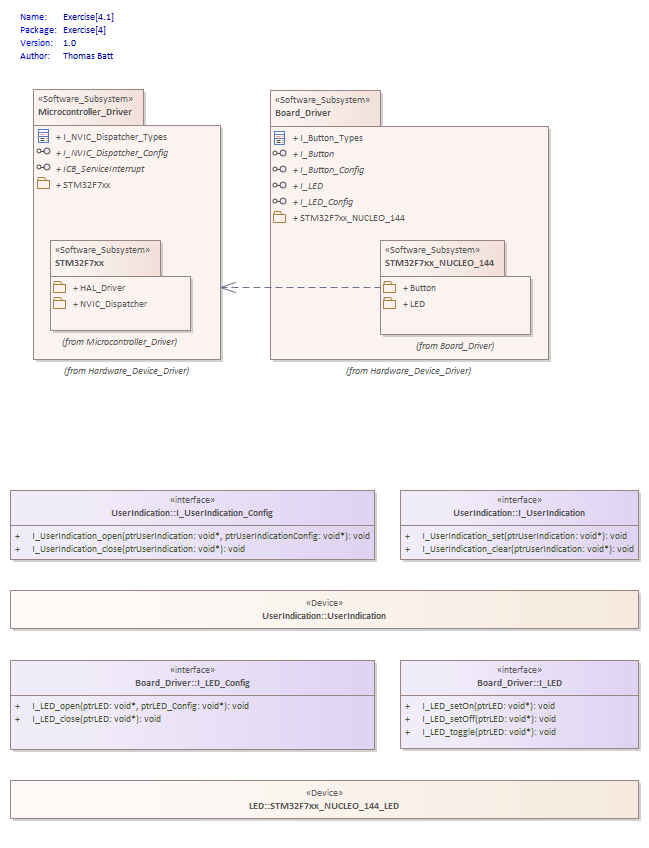 Name: Exercise[4.1]
Package: Exercise[4]
Version: 1.0
Author: Thomas Batt
«Software_Subsystem»
Microcontroller_Driver
+ I_NVIC_Dispatcher_Types
+ I_NVIC_Dispatcher_Config
+ ICB_ServiceInterrupt
+ STM32F7xx
«Software_Subsystem»
STM32F7xx
+ HAL_Driver
+ NVIC_Dispatcher
(from Microcontroller_Driver)
(from Hardware_Device_Driver)
«Software_Subsystem»
Board_Driver
+ I_Button_Types
+ I_Button
+ I_Button_Config
+ I_LED
+ I_LED_Config
+ STM32F7xx_NUCLEO_144
«Software_Subsystem»
STM32F7xx_NUCLEO_144
+ Button
+ LED
(from Board_Driver)
(from Hardware_Device_Driver)
«interface»
UserIndication::I_UserIndication_Config
+ I_UserIndication_open(ptrUserIndication: void*, ptrUserIndicationConfig: void*): void
+ I_UserIndication_close(ptrUserIndication: void*): void
«interface»
UserIndication::I_UserIndication
+ I_UserIndication_set(ptrUserIndication: void*): void
+ I_UserIndication_clear(ptrUserIndication: void*): void
«Device»
UserIndication::UserIndication
«interface»
Board_Driver::I_LED_Config
+ I_LED_open(ptrLED: void*, ptrLED_Config: void*): void
+ I_LED_close(ptrLED: void*): void
«interface»
Board_Driver::I_LED
+ I_LED_setOn(ptrLED: void*): void
+ I_LED_setOff(ptrLED: void*): void
+ I_LED_toggle(ptrLED: void*): void
«Device»
LED::STM32F7xx_NUCLEO_144_LED